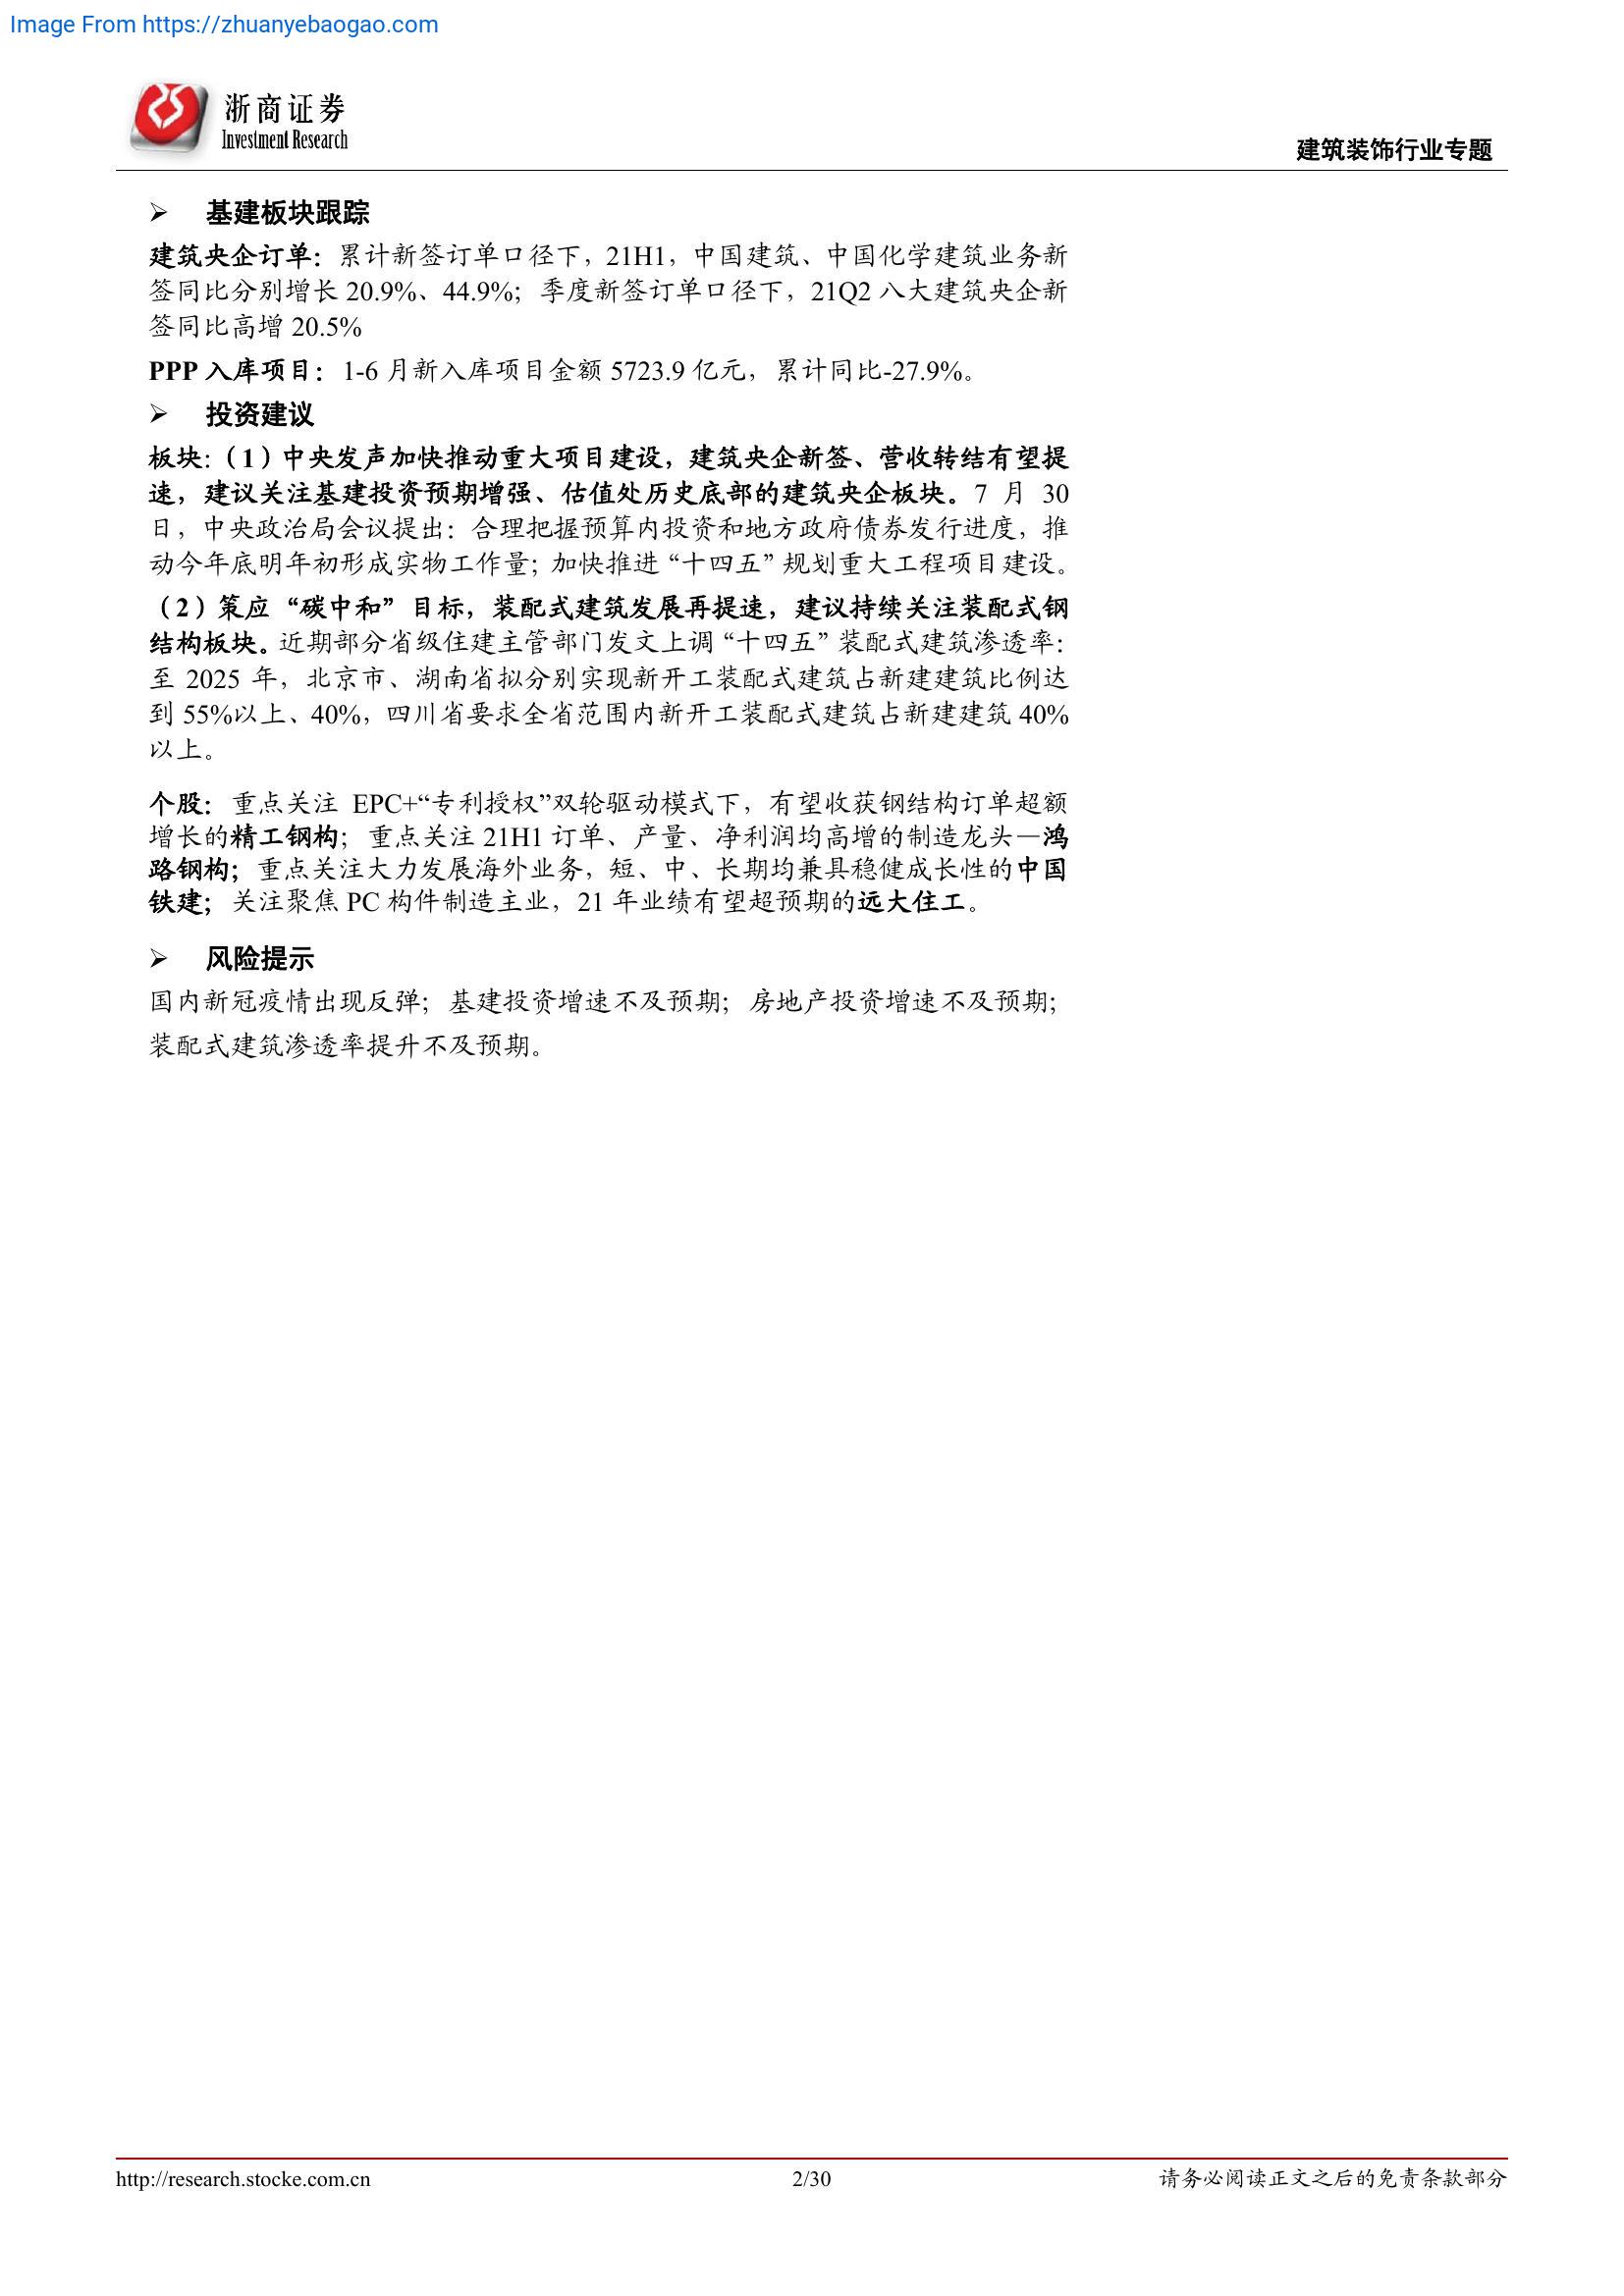 Image From https://zhuanyebaogao.com
浙商证券
Investment Research
建筑装饰行业专题
➢ 基建板块跟踪
建筑央企订单：累计新签订单口径下，21H1，中国建筑、中国化学建筑业务新
签同比分别增长 20.9%、44.9%；季度新签订单口径下，21Q2 八大建筑央企新
签同比高增 20.5%
PPP 入库项目：1-6 月新入库项目金额 5723.9 亿元，累计同比-27.9%。
➢ 投资建议
板块：（1）中央发声加快推动重大项目建设，建筑央企新签、营收转结有望提
速，建议关注基建投资预期增强、估值处历史底部的建筑央企板块。7 月 30
日，中央政治局会议提出：合理把握预算内投资和地方政府债券发行进度，推
动今年底明年初形成实物工作量；加快推进“十四五”规划重大工程项目建设。
（2）策应“碳中和”目标，装配式建筑发展再提速，建议持续关注装配式钢
结构板块。近期部分省级住建主管部门发文上调“十四五”装配式建筑渗透率：
至 2025 年，北京市、湖南省拟分别实现新开工装配式建筑占新建建筑比例达
到 55%以上、40%，四川省要求全省范围内新开工装配式建筑占新建建筑 40%
以上。
个股：重点关注 EPC+“专利授权”双轮驱动模式下，有望收获钢结构订单超额
增长的精工钢构；重点关注 21H1 订单、产量、净利润均高增的制造龙头—鸿
路钢构；重点关注大力发展海外业务，短、中、长期均兼具稳健成长性的中国
铁建；关注聚焦 PC 构件制造主业，21 年业绩有望超预期的远大住工。
➢ 风险提示
国内新冠疫情出现反弹；基建投资增速不及预期；房地产投资增速不及预期；
装配式建筑渗透率提升不及预期。
http://research.stocke.com.cn
2/30
请务必阅读正文之后的免责条款部分